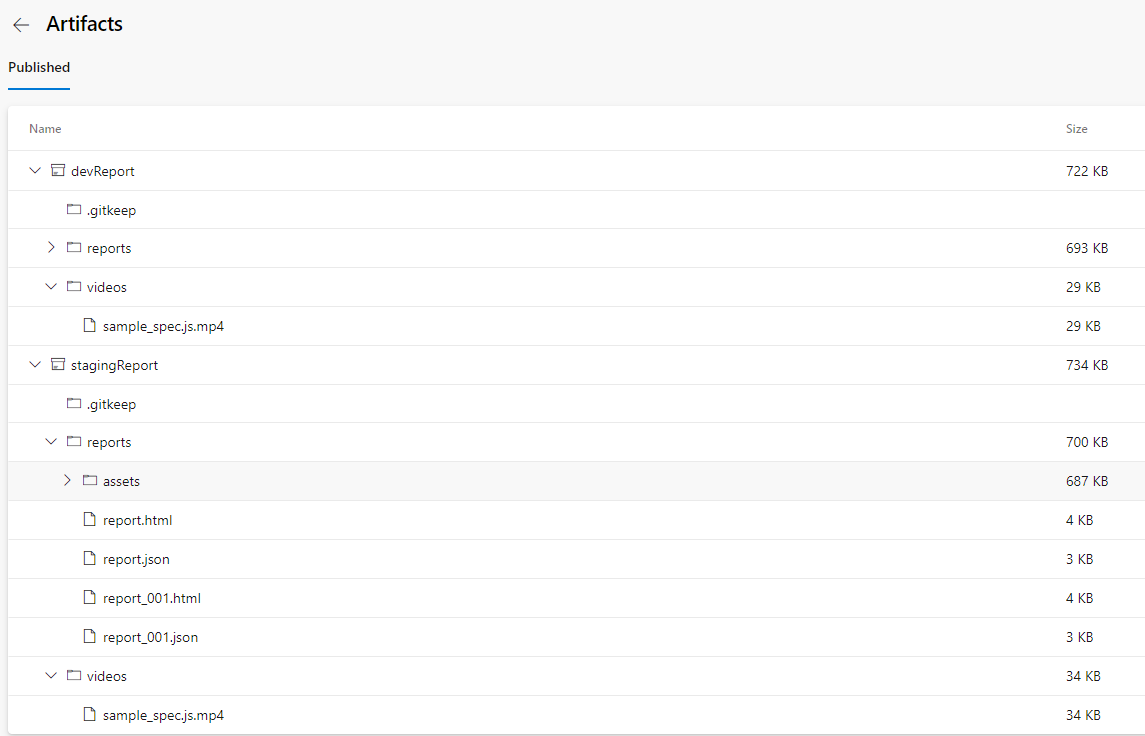 Artifacts
Published
Name Size
devReport 722 KB
.gitkeep
reports 693 KB
videos 29 KB
sample_spec.js.mp4 29 KB
stagingReport 734 KB
.gitkeep
reports 700 KB
assets 687 KB
report.html 4 KB
report.json 3 KB
report_001.html 4 KB
report_001.json 3 KB
videos 34 KB
sample_spec.js.mp4 34 KB